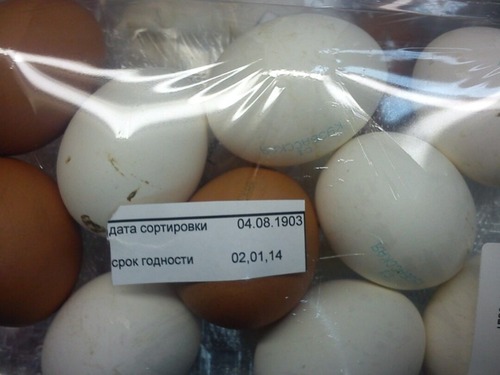 дата сортировки 04.08.1903
срок годности 02,01,14